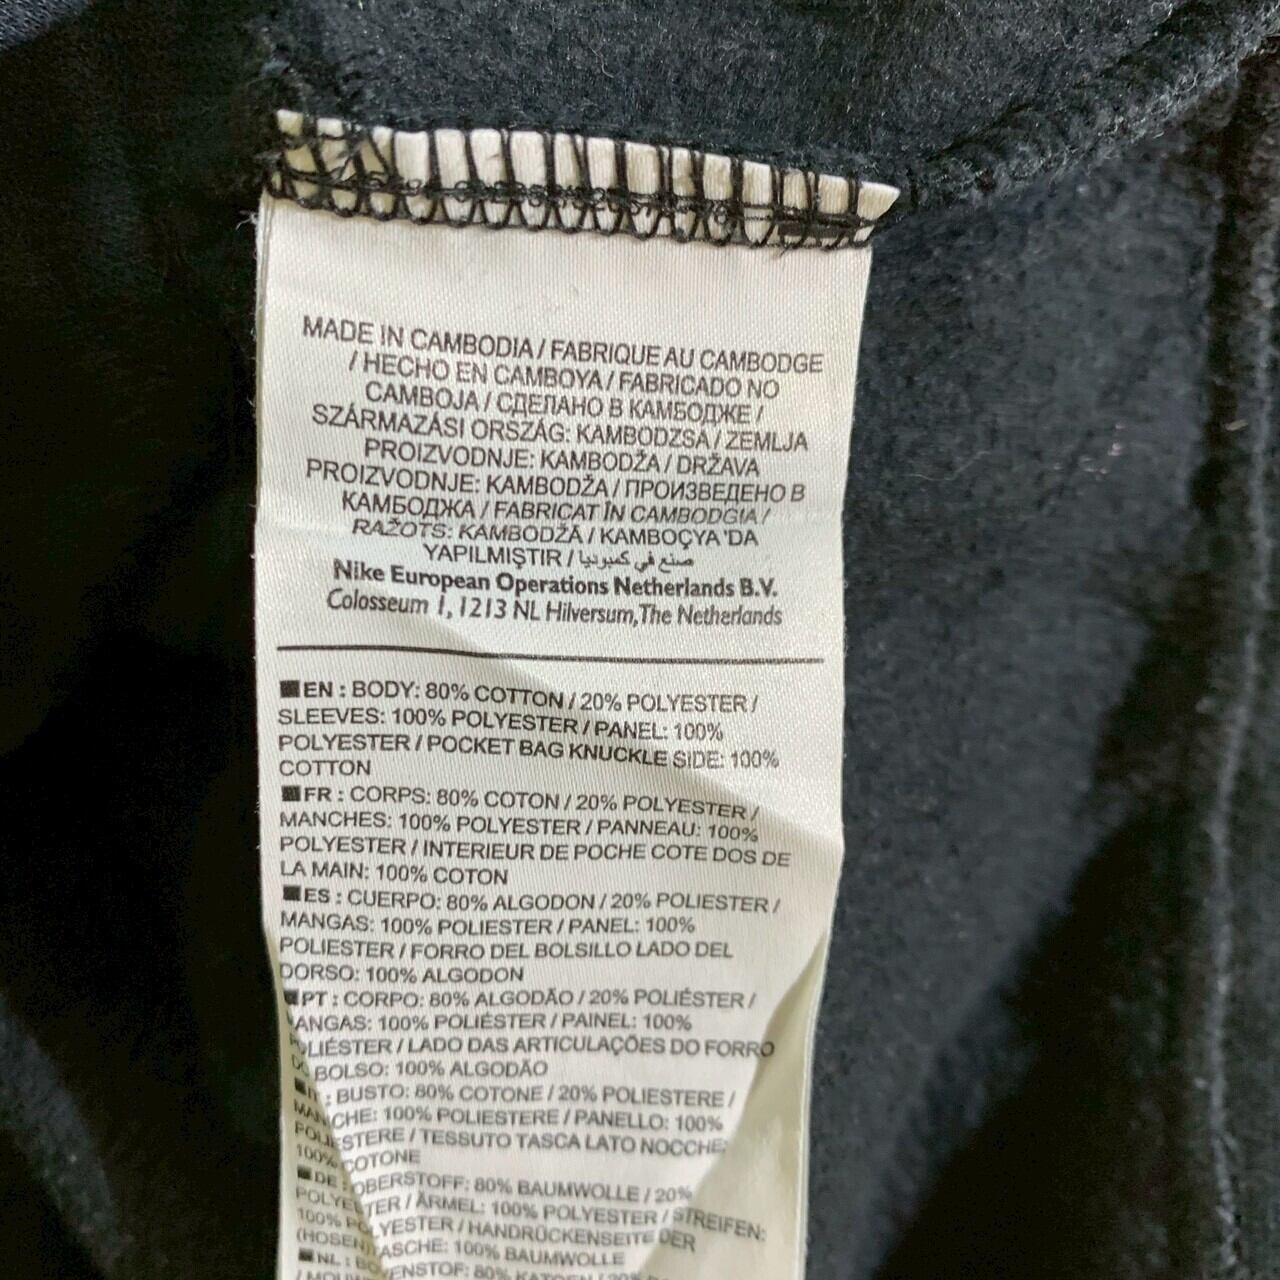 MADE IN CAMBODIA / FABRIQUE AU CAMBODGE
/ HECHO EN CAMBOYA / FABRICADO NO
CAMBOJA / СДЕЛАНО В КАМБОДЖЕ /
SZÁRMAZÁSI ORSZÁG: KAMBODZSA / ZEMLJA
PROIZVODNJE: KAMBODŽA / DRŽAVA
PROIZVODNJE: KAMBODŽA / ПРОИЗВЕДЕНО В
КАМБОДЖА / FABRICAT ÎN CAMBODGIA /
RAŽOTS: KAMBODŽĀ / KAMBOÇYA 'DA
YAPILMIŞTIR / صنع في كمبوديا
Nike European Operations Netherlands B.V.
Colosseum 1, 1213 NL Hilversum, The Netherlands
EN : BODY: 80% COTTON / 20% POLYESTER /
SLEEVES: 100% POLYESTER / PANEL: 100%
POLYESTER / POCKET BAG KNUCKLE SIDE: 100%
COTTON
FR : CORPS: 80% COTON / 20% POLYESTER /
MANCHES: 100% POLYESTER / PANNEAU: 100%
POLYESTER / INTERIEUR DE POCHE COTE DOS DE
LA MAIN: 100% COTON
ES : CUERPO: 80% ALGODON / 20% POLIESTER /
MANGAS: 100% POLIESTER / PANEL: 100%
POLIESTER / FORRO DEL BOLSILLO LADO DEL
DORSO: 100% ALGODON
PT : CORPO: 80% ALGODÃO / 20% POLIÉSTER /
ANGAS: 100% POLIÉSTER / PAINEL: 100%
POLIÉSTER / LADO DAS ARTICULAÇÕES DO FORRO
DO BOLSO: 100% ALGODÃO
IT : BUSTO: 80% COTONE / 20% POLIESTERE /
MANICHE: 100% POLIESTERE / PANELLO: 100%
POLIESTERE / TESSUTO TASCA LATO NOCCHE:
100% COTONE
DE : OBERSTOFF: 80% BAUMWOLLE / 20%
POLYESTER / ÄRMEL: 100% POLYESTER / STREIFEN:
100% POLYESTER / HANDRÜCKENSEITE DER
(HOSEN)TASCHE: 100% BAUMWOLLE
NL : BOVENSTOF: 80% KATOEN / 20%